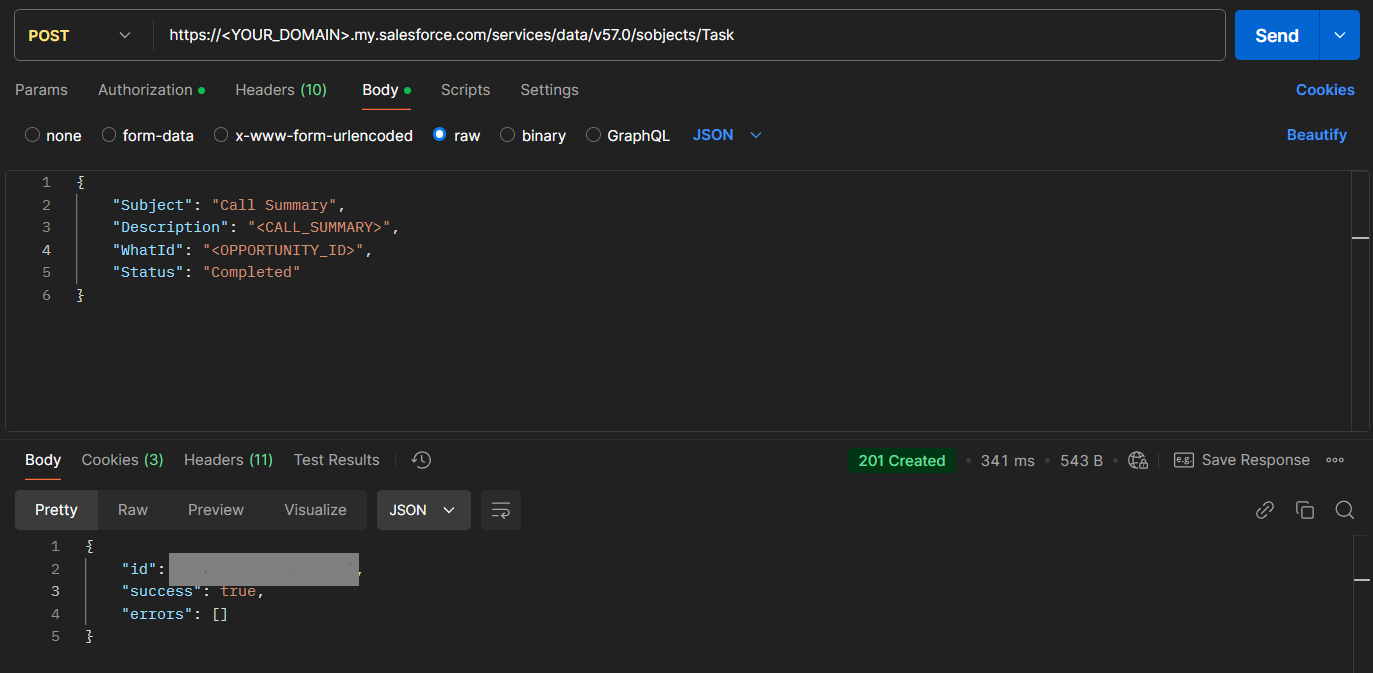 POST https://<YOUR_DOMAIN>.my.salesforce.com/services/data/v57.0/sobjects/Task Send
Params Authorization Headers (10) Body Scripts Settings Cookies
none form-data x-www-form-urlencoded raw binary GraphQL JSON Beautify
1 {
2 "Subject": "Call Summary",
3 "Description": "<CALL_SUMMARY>",
4 "WhatId": "<OPPORTUNITY_ID>",
5 "Status": "Completed"
6 }
Body Cookies (3) Headers (11) Test Results 201 Created • 341 ms • 543 B • e.g. Save Response
Pretty Raw Preview Visualize JSON
1 {
2 "id": ,
3 "success": true,
4 "errors": []
5 }